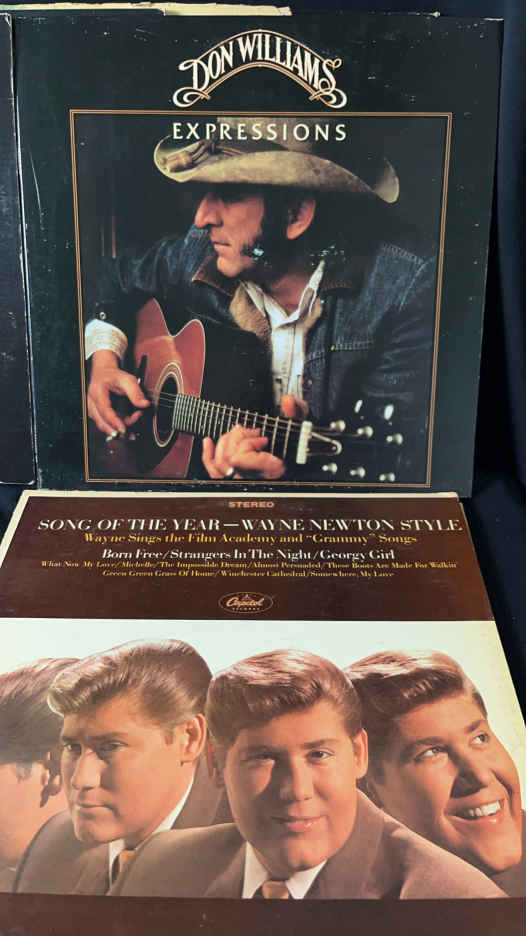 DON WILLIAMS
EXPRESSIONS
STEREO
SONG OF THE YEAR—WAYNE NEWTON STYLE
Wayne Sings the Film Academy and "Grammy" Songs
Born Free/Strangers In The Night/Georgy Girl
What Now My Love/Michelle/The Impossible Dream/Almost Persuaded/These Boots Are Made For Walkin'
Green Green Grass Of Home/Winchester Cathedral/Somewhere, My Love
Capitol
RECORDS